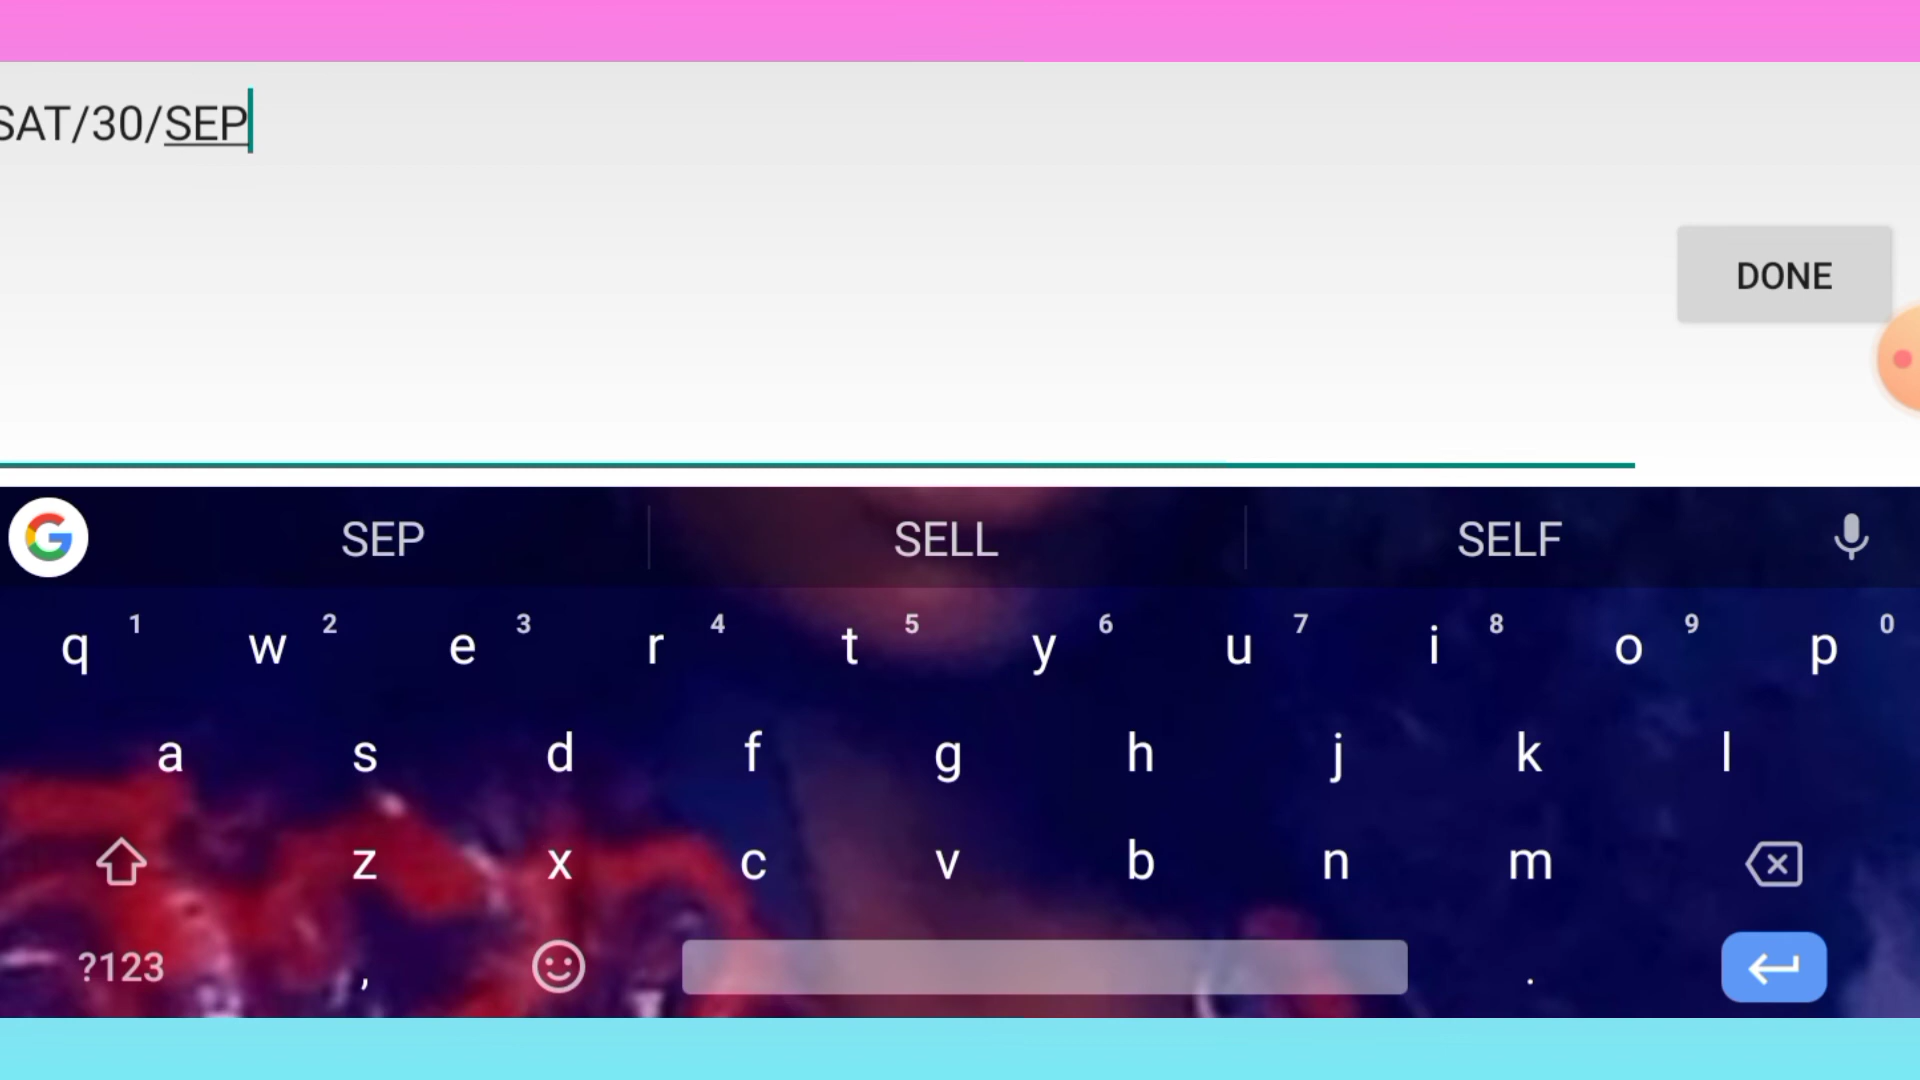 SAT/30/SEP
DONE
SEP SELL SELF
q 1 w 2 e 3 r 4 t 5 y 6 u 7 i 8 o 9 p 0
a s d f g h j k l
z x c v b n m
?123 , .